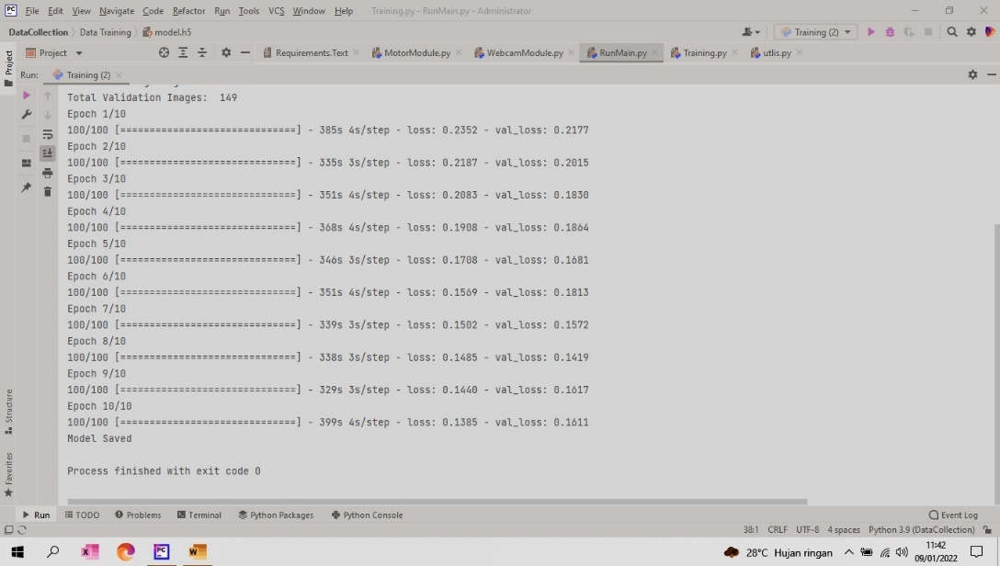 File Edit View Navigate Code Refactor Run Tools VCS Window Help Training.py - RunMain.py - Administrator
DataCollection Data Training model.h5 Training (2)
Project Requirements.Text MotorModule.py WebcamModule.py RunMain.py Training.py utlis.py
Project
Run: Training (2)
Total Validation Images: 149
Epoch 1/10
100/100 [==============================] - 385s 4s/step - loss: 0.2352 - val_loss: 0.2177
Epoch 2/10
100/100 [==============================] - 335s 3s/step - loss: 0.2187 - val_loss: 0.2015
Epoch 3/10
100/100 [==============================] - 351s 4s/step - loss: 0.2083 - val_loss: 0.1830
Epoch 4/10
100/100 [==============================] - 368s 4s/step - loss: 0.1908 - val_loss: 0.1864
Epoch 5/10
100/100 [==============================] - 346s 3s/step - loss: 0.1708 - val_loss: 0.1681
Epoch 6/10
100/100 [==============================] - 351s 4s/step - loss: 0.1569 - val_loss: 0.1813
Epoch 7/10
100/100 [==============================] - 339s 3s/step - loss: 0.1502 - val_loss: 0.1572
Epoch 8/10
100/100 [==============================] - 338s 3s/step - loss: 0.1485 - val_loss: 0.1419
Epoch 9/10
100/100 [==============================] - 329s 3s/step - loss: 0.1440 - val_loss: 0.1617
Epoch 10/10
100/100 [==============================] - 399s 4s/step - loss: 0.1385 - val_loss: 0.1611
Model Saved
Process finished with exit code 0
Structure
Favorites
Run TODO Problems Terminal Python Packages Python Console Event Log
38:1 CRLF UTF-8 4 spaces Python 3.9 (DataCollection)
28°C Hujan ringan 11:42
09/01/2022